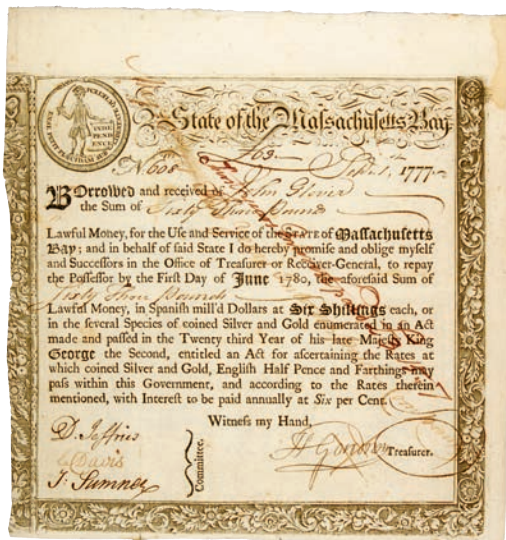 INDE
PEND
ENCE
State of the Massachusetts-Bay
No 608 £63 Sept. 1, 1777
BOrrowed and received of John Glover
the Sum of Sixty Three Pounds
Lawful Money, for the Use and Service of the STATE of Massachusetts
BAY; and in behalf of said State I do hereby promise and oblige myself
and Successors in the Office of Treasurer or Receiver-General, to repay
the Possessor by the First Day of June 1780, the aforesaid Sum of
Sixty Three Pounds
Lawful Money, in Spanish mill'd Dollars at Six Shillings each, or
in the several Species of coined Silver and Gold enumerated in an Act
made and passed in the Twenty third Year of his late Majesty King
George the Second, entitled an Act for ascertaining the Rates at
which coined Silver and Gold, English Half Pence and Farthings may
pass within this Government, and according to the Rates therein
mentioned, with Interest to be paid annually at Six per Cent.
Witness my Hand,
D. Jeffries
C Davis
J: Sumner
Committee.
H Gardner Treasurer.